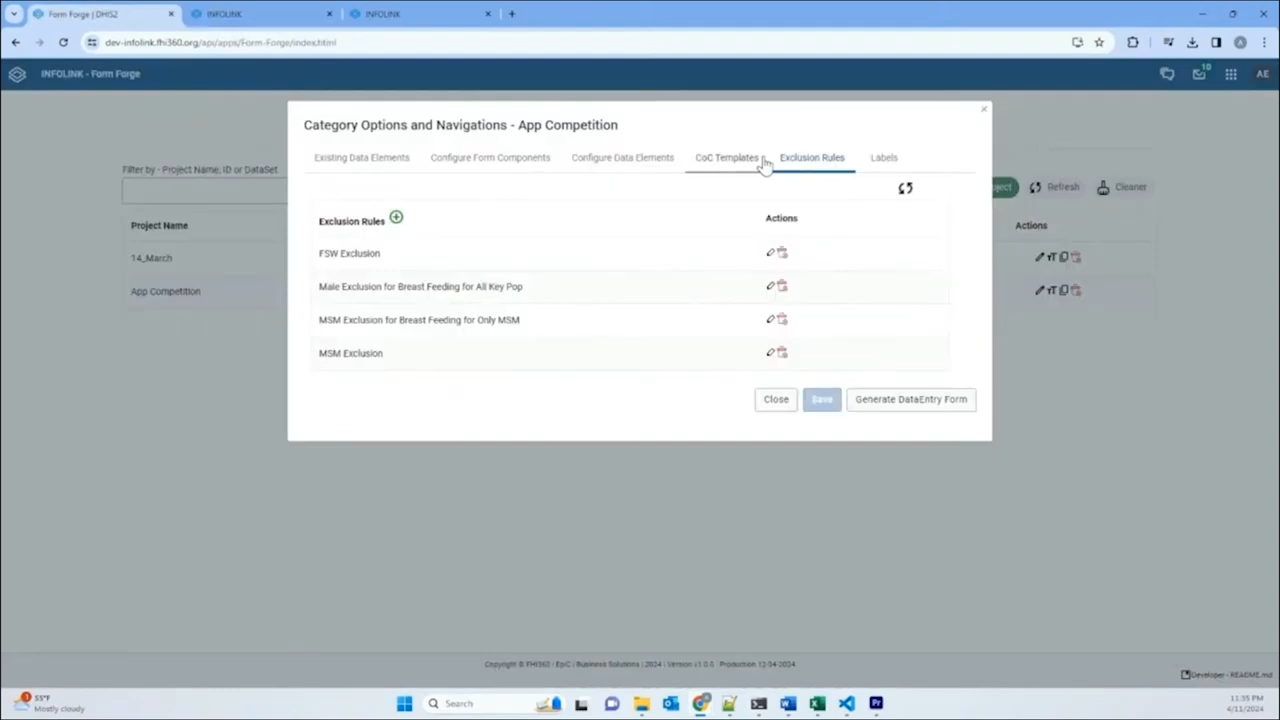 Form Forge | DHIS2
INFOLINK
INFOLINK
dev-infolink.fhi360.org/api/apps/Form-Forge/index.html
INFOLINK - Form Forge
10
AE
Category Options and Navigations - App Competition
Existing Data Elements
Configure Form Components
Configure Data Elements
CoC Templates
Exclusion Rules
Labels
Filter by - Project Name, ID or DataSet
Refresh
Cleaner
Project Name
Exclusion Rules
Actions
Actions
14_March
FSW Exclusion
App Competition
Male Exclusion for Breast Feeding for All Key Pop
MSM Exclusion for Breast Feeding for Only MSM
MSM Exclusion
Close
Save
Generate DataEntry Form
Copyright © FHI360 | EpiC | Business Solutions | 2024 | Version v1.0.5 | Production 12-04-2024
Developer - README.md
1
55°F
Mostly cloudy
Search
11:35 PM
4/11/2024